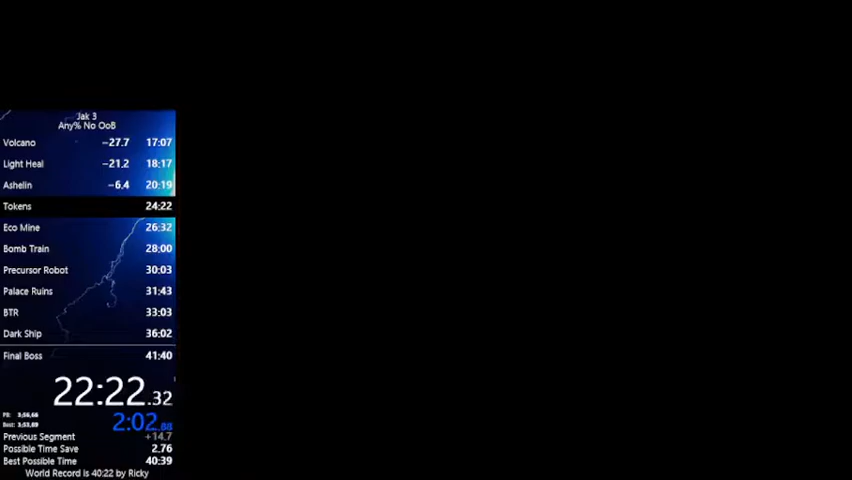 Jak 3
Any% No OoB
Volcano -27.7 17:07
Light Heal -21.2 18:17
Ashelin -6.4 20:19
Tokens 24:22
Eco Mine 26:32
Bomb Train 28:00
Precursor Robot 30:03
Palace Ruins 31:43
BTR 33:03
Dark Ship 36:02
Final Boss 41:40
22:22.32
PB:
Best:
2:02
Previous Segment +14.7
Possible Time Save 2.76
Best Possible Time 40:39
World Record is 40:22 by Ricky